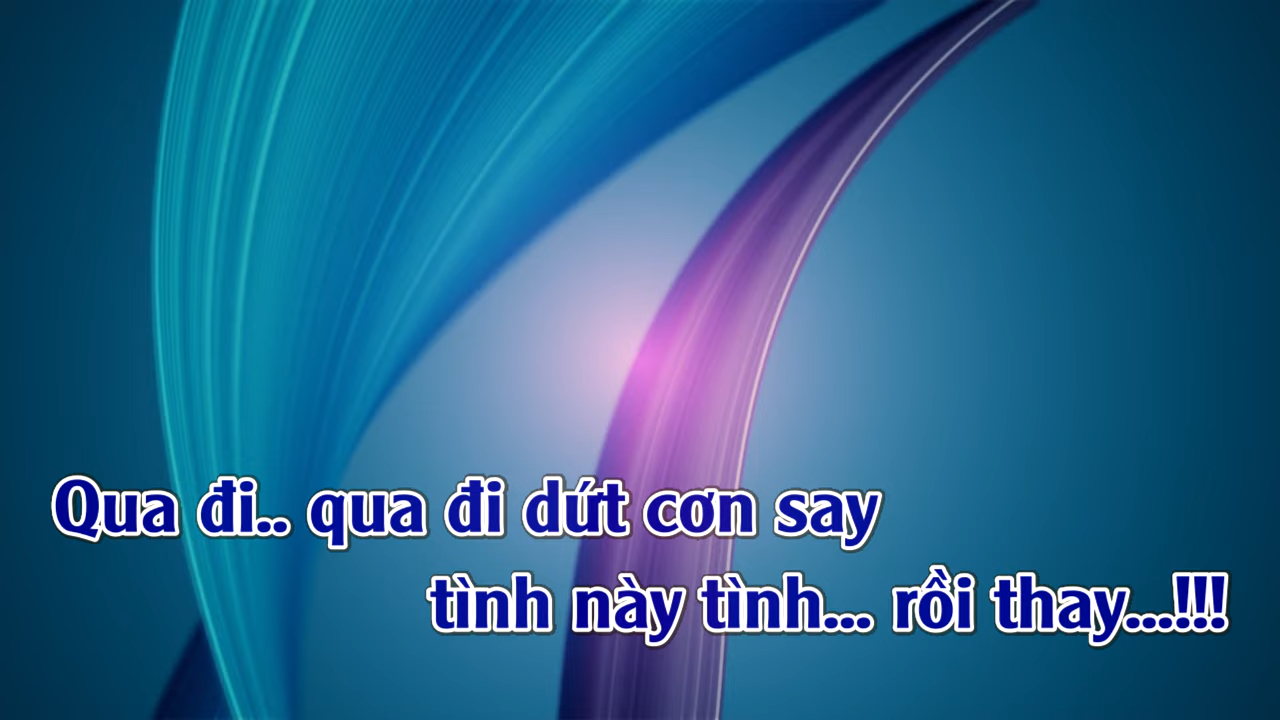 Qua đi.. qua đi dứt cơn say
tình này tình... rồi thay...!!!